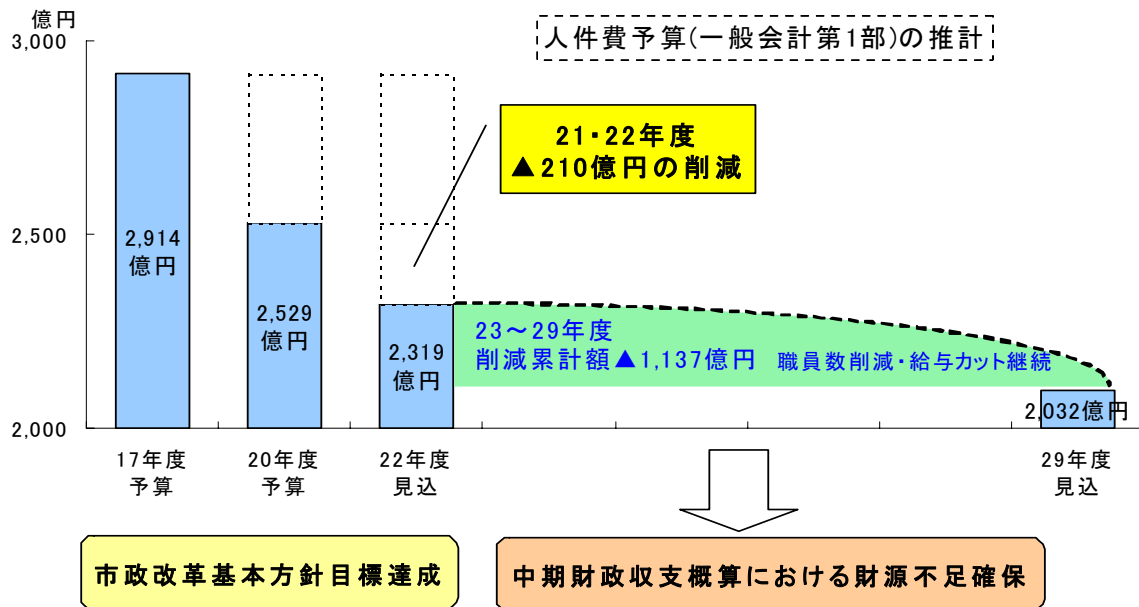 億円
3,000
2,500
2,000
人件費予算(一般会計第1部)の推計
21・22年度
▲210億円の削減
2,914
億円
2,529
億円
2,319
億円
23～29年度
削減累計額▲1,137億円 職員数削減・給与カット継続
2,032億円
17年度
予算
20年度
予算
22年度
見込
29年度
見込
市政改革基本方針目標達成
中期財政収支概算における財源不足確保